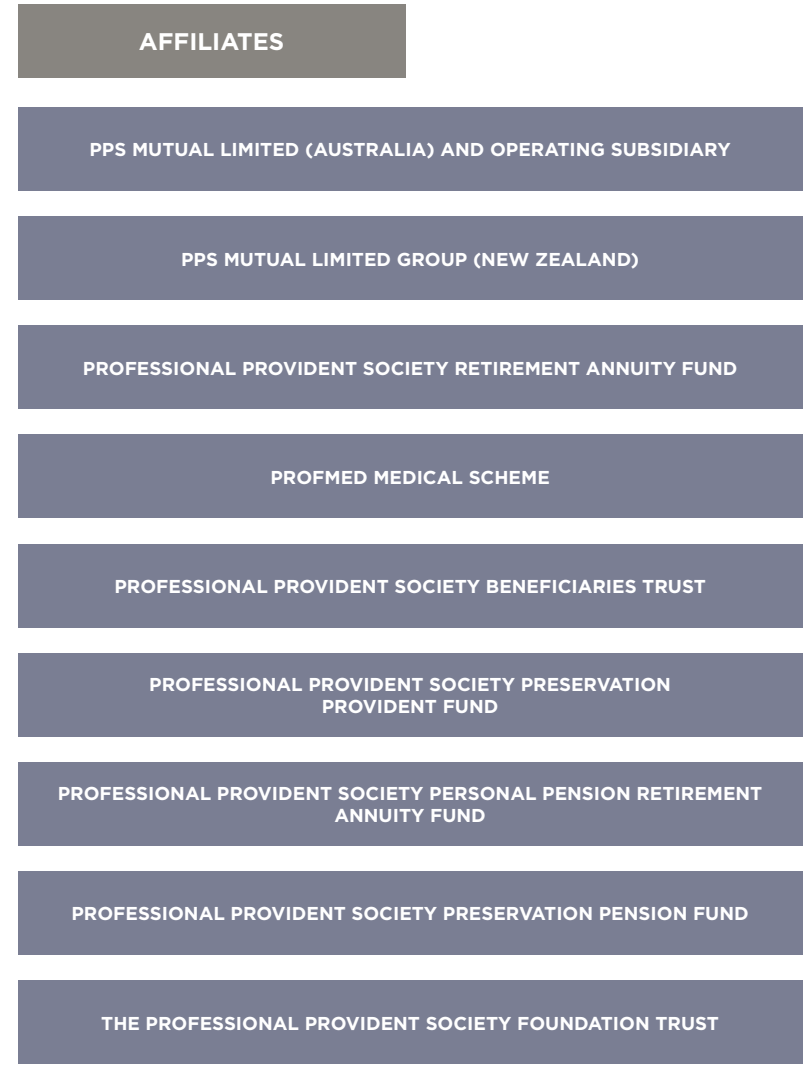 AFFILIATES
PPS MUTUAL LIMITED (AUSTRALIA) AND OPERATING SUBSIDIARY
PPS MUTUAL LIMITED GROUP (NEW ZEALAND)
PROFESSIONAL PROVIDENT SOCIETY RETIREMENT ANNUITY FUND
PROFMED MEDICAL SCHEME
PROFESSIONAL PROVIDENT SOCIETY BENEFICIARIES TRUST
PROFESSIONAL PROVIDENT SOCIETY PRESERVATION
PROVIDENT FUND
PROFESSIONAL PROVIDENT SOCIETY PERSONAL PENSION RETIREMENT
ANNUITY FUND
PROFESSIONAL PROVIDENT SOCIETY PRESERVATION PENSION FUND
THE PROFESSIONAL PROVIDENT SOCIETY FOUNDATION TRUST